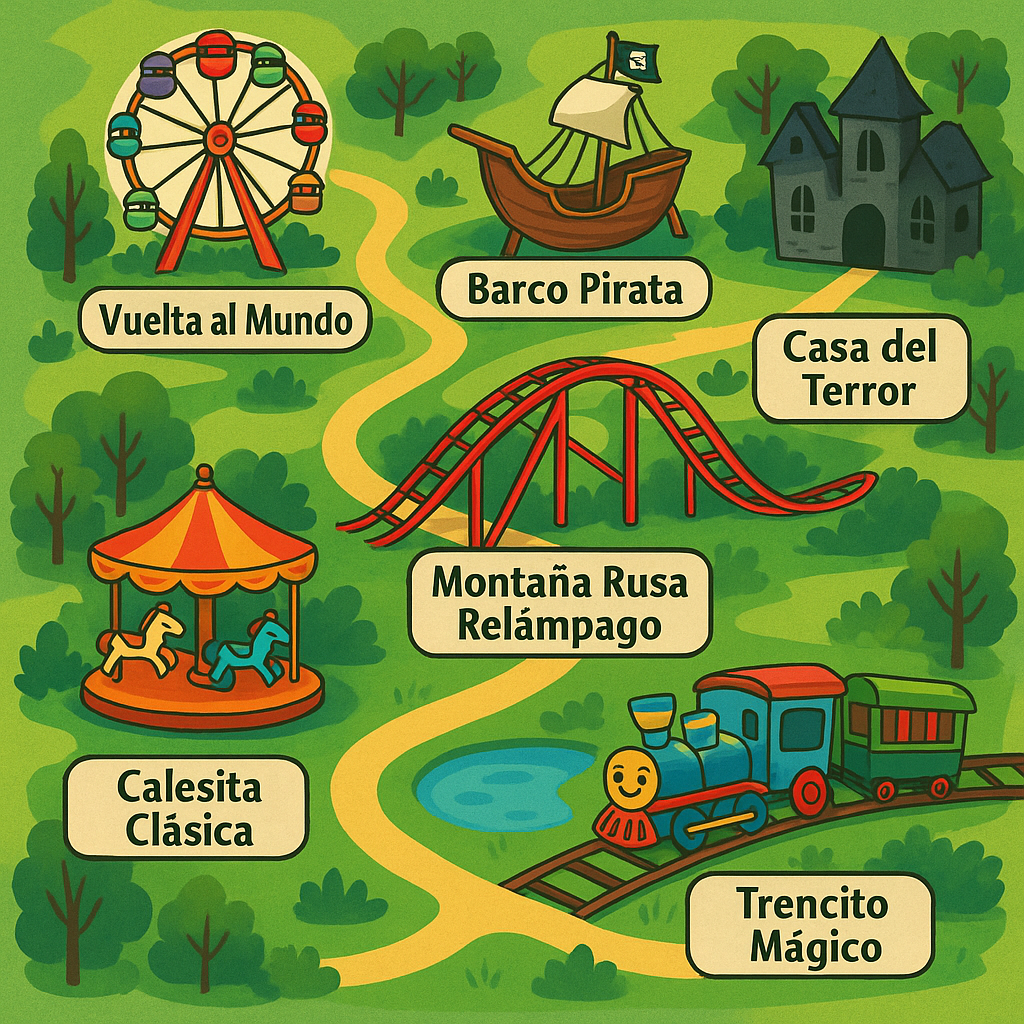 Vuelta al Mundo
Barco Pirata
Casa del
Terror
Montaña Rusa
Relámpago
Calesita
Clásica
Trencito
Mágico